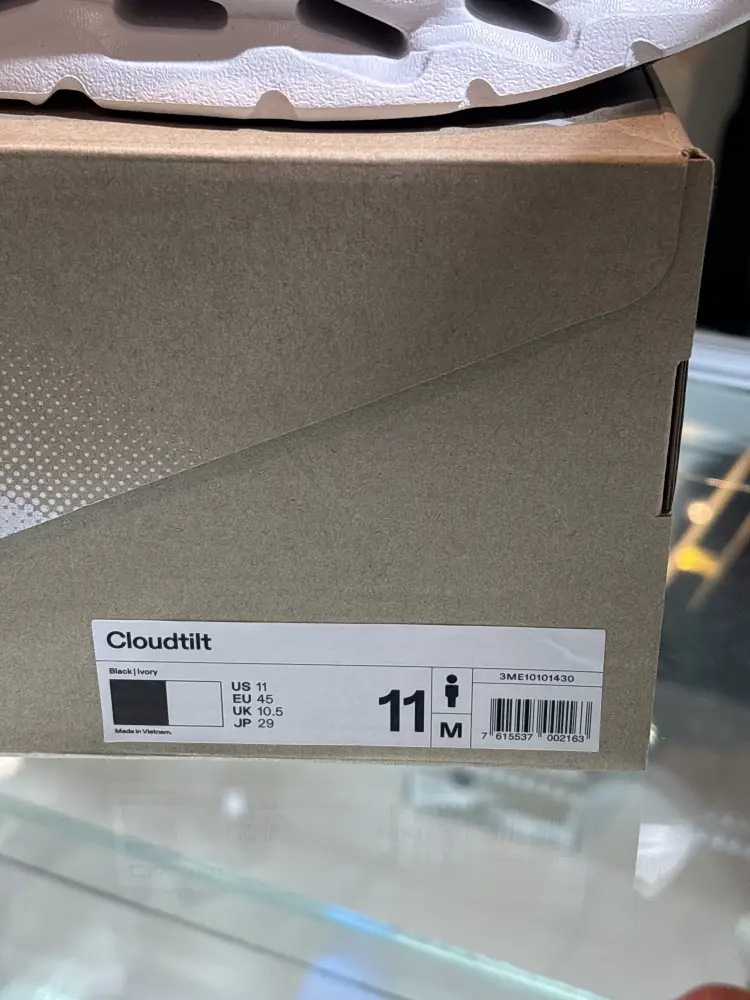 Cloudtilt
Black | Ivory
US 11
EU 45
UK 10.5
JP 29
Made in Vietnam.
11
M
3ME10101430
7 615537 002163